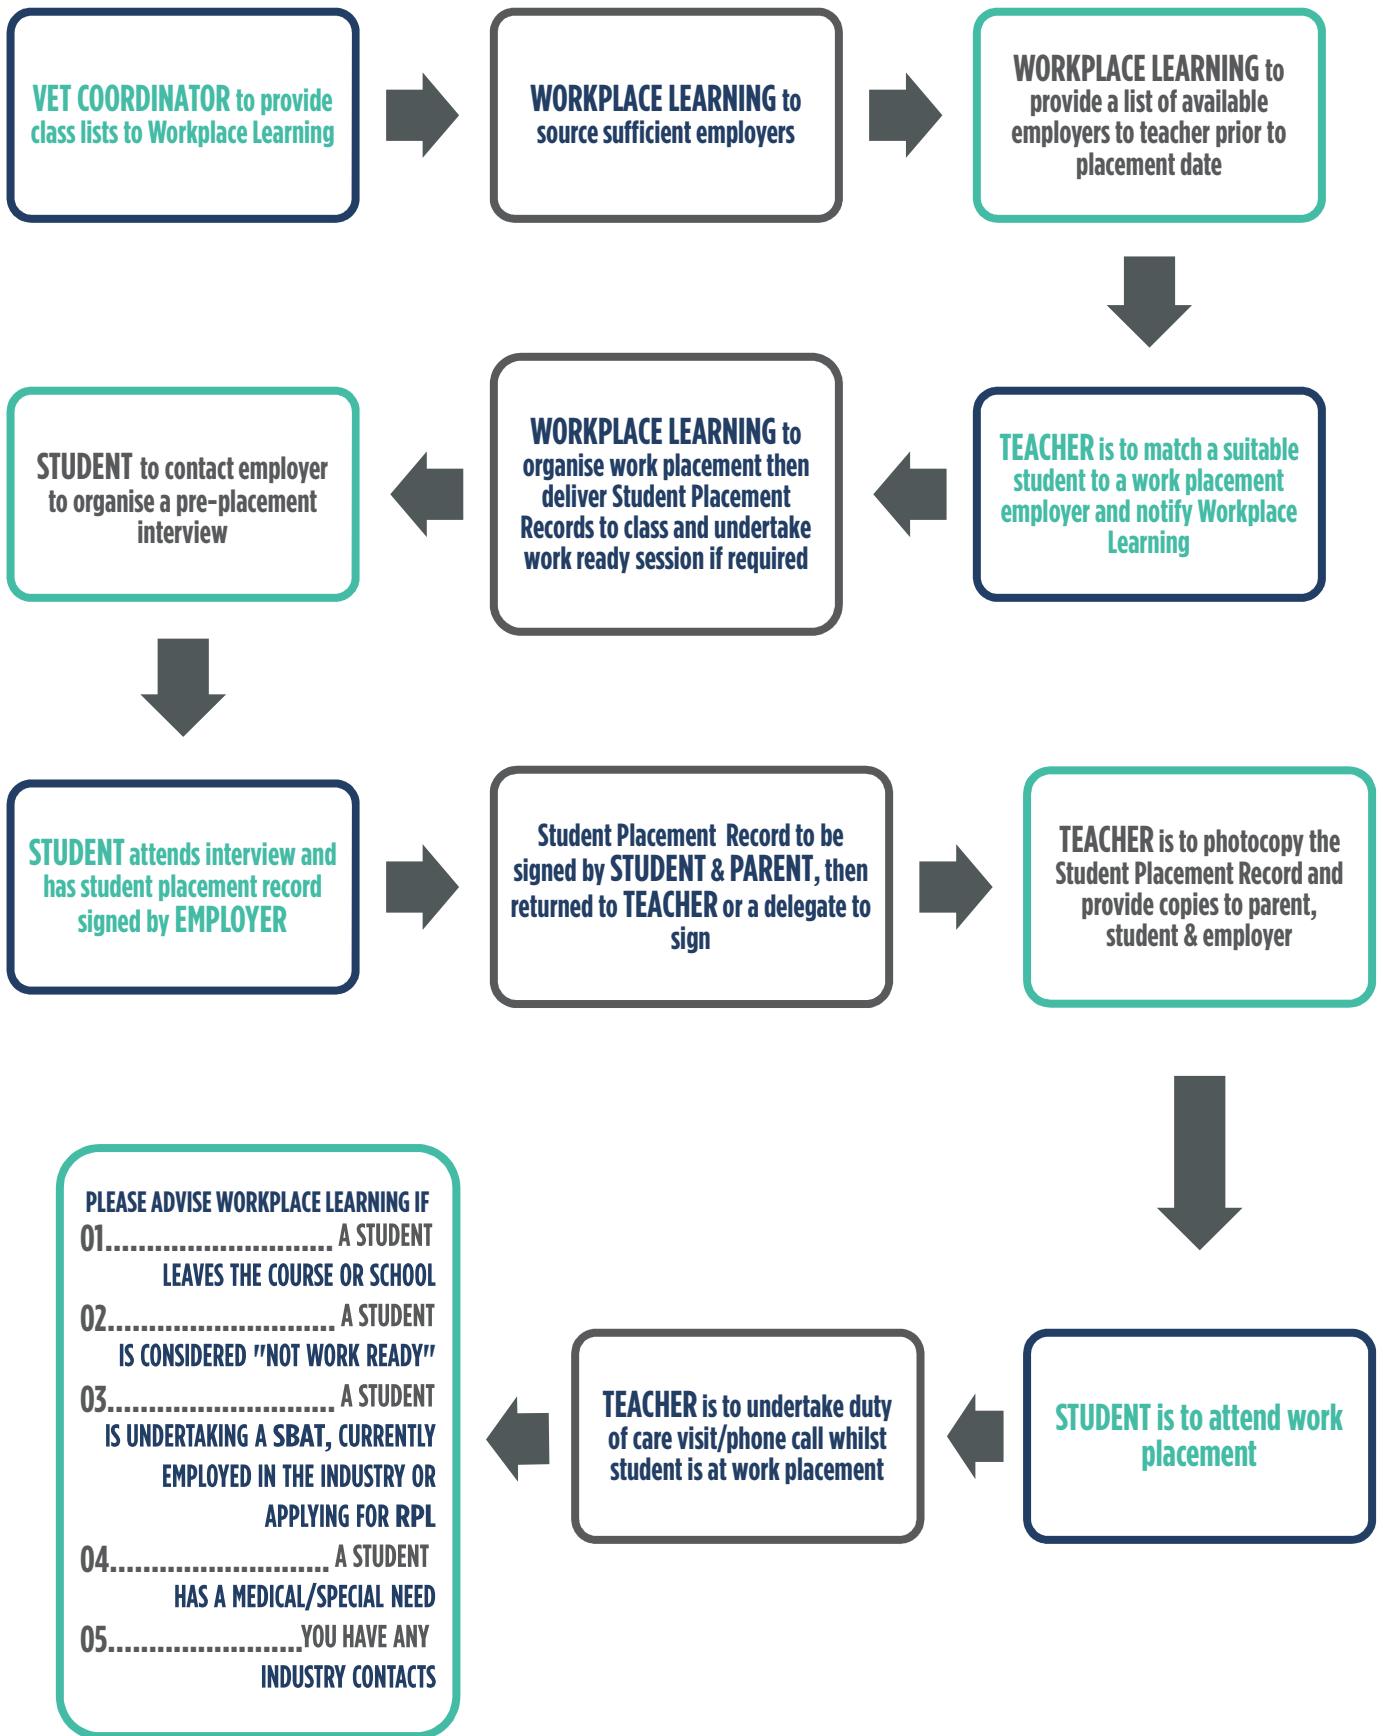 VET COORDINATOR to provide
class lists to Workplace Learning
WORKPLACE LEARNING to
source sufficient employers
WORKPLACE LEARNING to
provide a list of available
employers to teacher prior to
placement date
TEACHER is to match a suitable
student to a work placement
employer and notify Workplace
Learning
WORKPLACE LEARNING to
organise work placement then
deliver Student Placement
Records to class and undertake
work ready session if required
STUDENT to contact employer
to organise a pre-placement
interview
STUDENT attends interview and
has student placement record
signed by EMPLOYER
Student Placement Record to be
signed by STUDENT & PARENT, then
returned to TEACHER or a delegate to
sign
TEACHER is to photocopy the
Student Placement Record and
provide copies to parent,
student & employer
STUDENT is to attend work
placement
TEACHER is to undertake duty
of care visit/phone call whilst
student is at work placement
PLEASE ADVISE WORKPLACE LEARNING IF
01............................ A STUDENT
LEAVES THE COURSE OR SCHOOL
02............................ A STUDENT
IS CONSIDERED "NOT WORK READY"
03............................ A STUDENT
IS UNDERTAKING A SBAT, CURRENTLY
EMPLOYED IN THE INDUSTRY OR
APPLYING FOR RPL
04........................... A STUDENT
HAS A MEDICAL/SPECIAL NEED
05........................YOU HAVE ANY
INDUSTRY CONTACTS